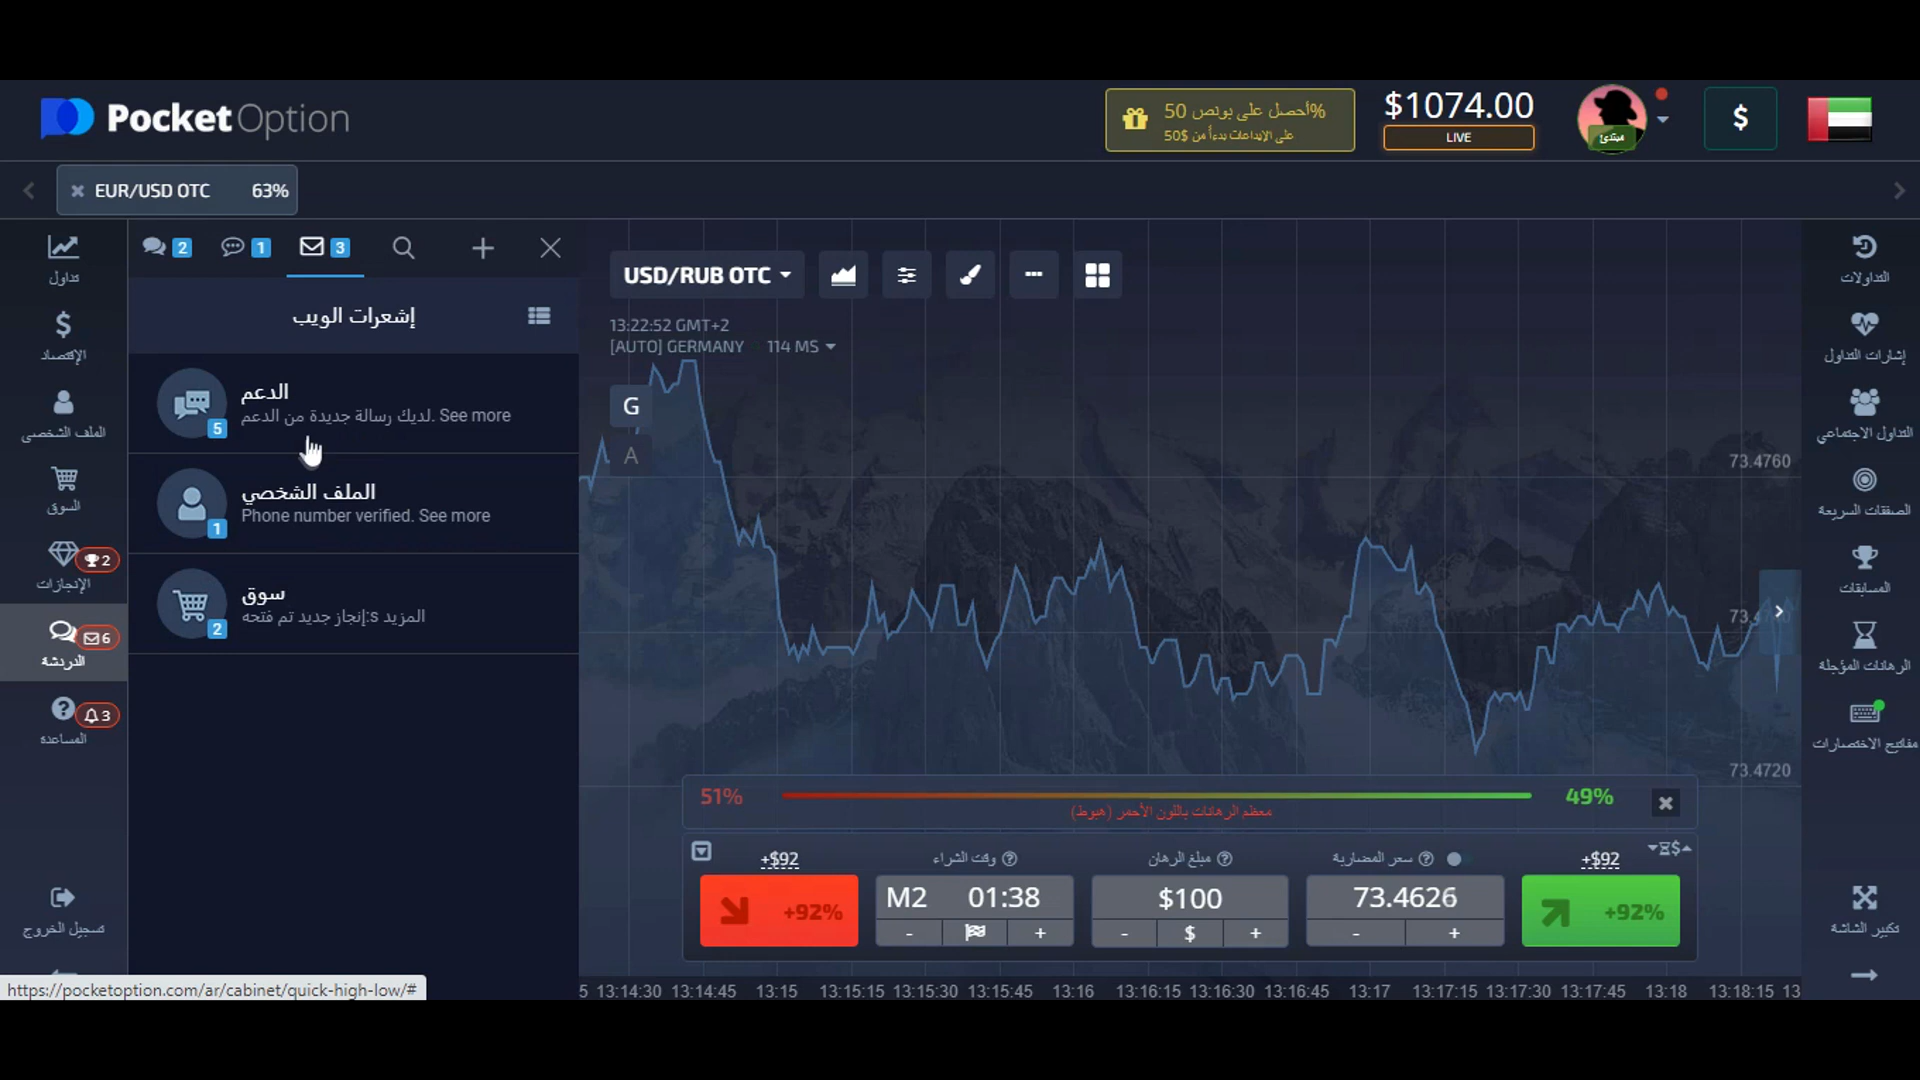 PocketOption
أحصل على بونص 50%
على الإيداعات بدءاً من $50
$1074.00
LIVE
مبتدئ
$
EUR/USD OTC 63%
تداول
الإقتصاد
الملف الشخصي
السوق
2
الإنجازات
6
الدردشة
3
المساعدة
تسجيل الخروج
2 1 3
إشعرات الويب
الدعم
لديك رسالة جديدة من الدعم. See more
5
الملف الشخصي
Phone number verified. See more
1
سوق
إنجاز جديد تم فتحه:s المزيد
2
USD/RUB OTC
13:22:52 GMT+2
[AUTO] GERMANY 114 MS
G
A
73.4760
73.4720
51% 49%
معظم الرهانات باللون الأحمر (هبوط)
+$92 وقت الشراء مبلغ الرهان سعر المضاربة +$92
+92% M2 01:38 $100 73.4626 +92%
- + - $ + - +
13:14:30 13:14:45 13:15 13:15:15 13:15:30 13:15:45 13:16 13:16:15 13:16:30 13:16:45 13:17 13:17:15 13:17:30 13:17:45 13:18 13:18:15
التداولات
إشارات التداول
التداول الاجتماعي
الصفقات السريعة
المسابقات
الرهانات المؤجلة
مفاتيح الاختصارات
تكبير الشاشة
https://pocketoption.com/ar/cabinet/quick-high-low/#